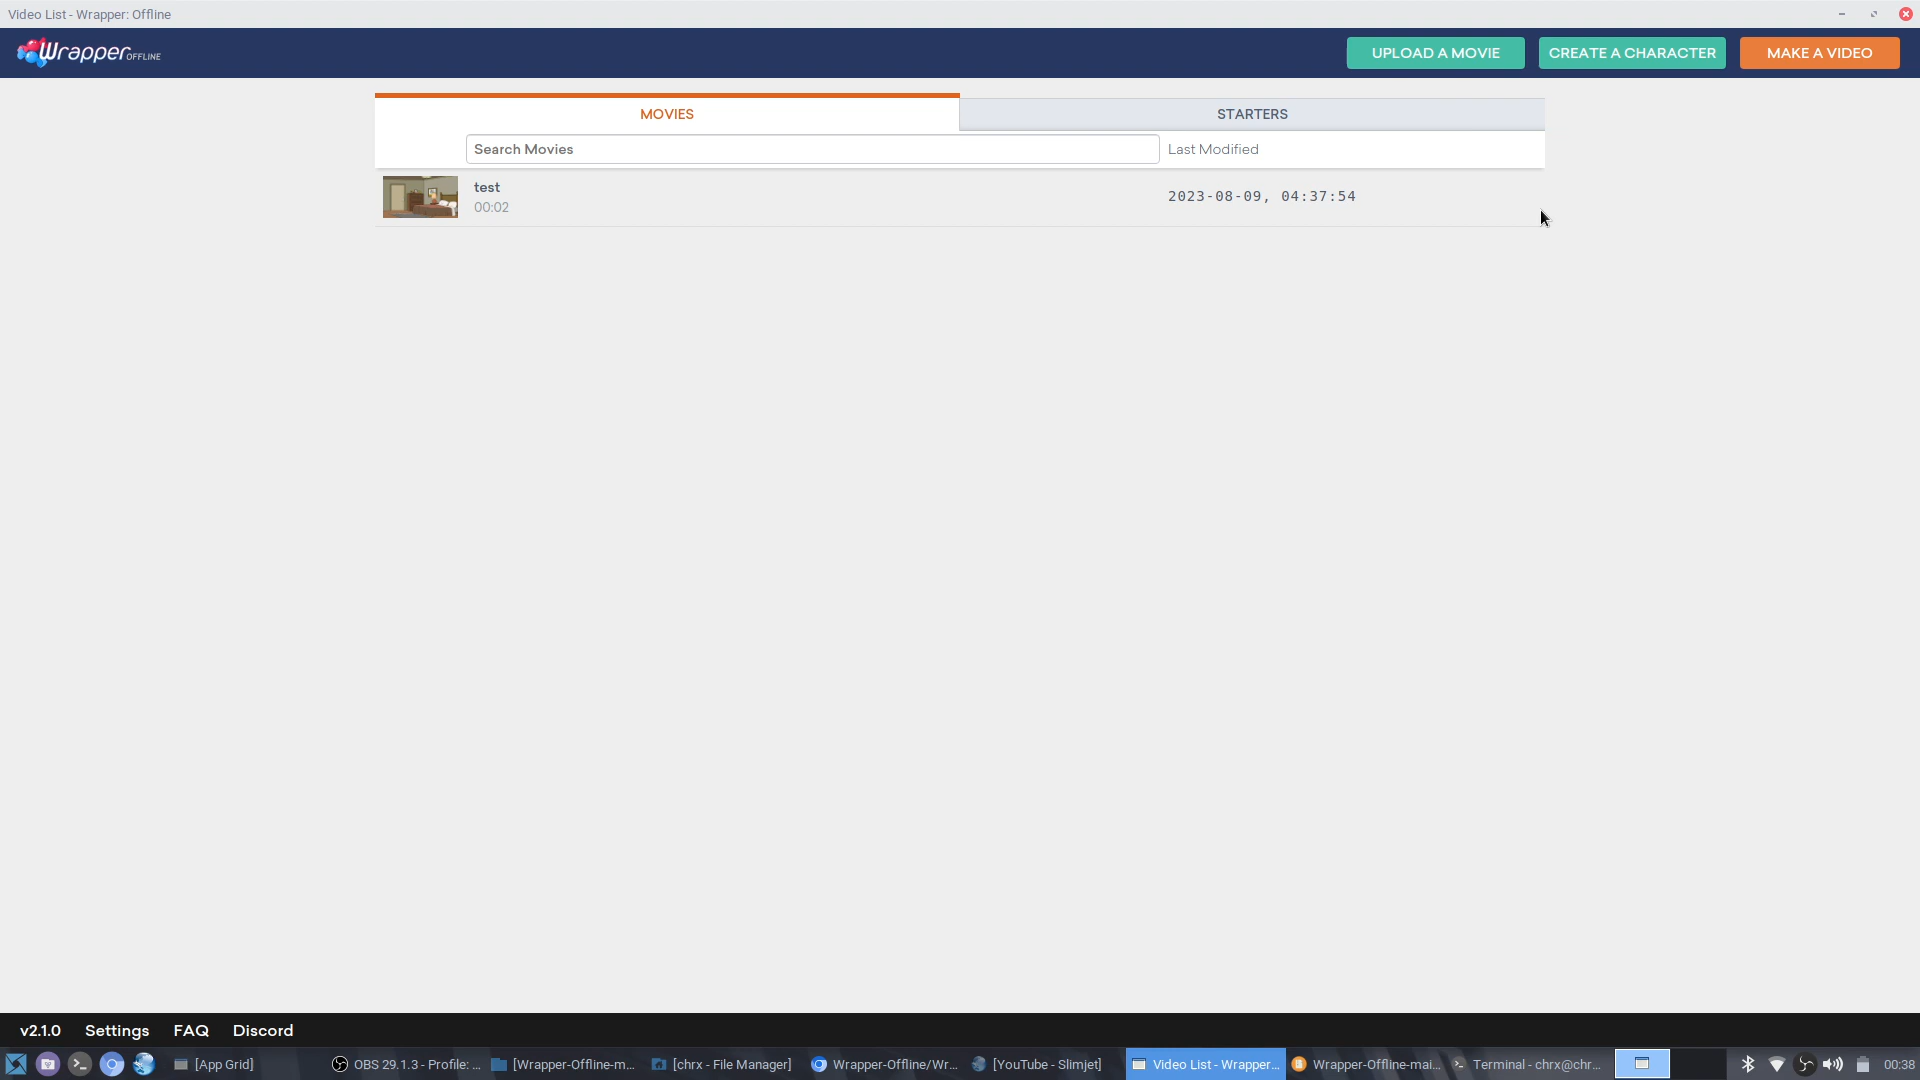 Video List - Wrapper: Offline
Wrapper OFFLINE
UPLOAD A MOVIE
CREATE A CHARACTER
MAKE A VIDEO
MOVIES
STARTERS
Search Movies
Last Modified
test
00:02
2023-08-09, 04:37:54
v2.1.0
Settings
FAQ
Discord
[App Grid]
OBS 29.1.3 - Profile: ...
[Wrapper-Offline-m...
[chrx - File Manager]
Wrapper-Offline/Wr...
[YouTube - Slimjet]
Video List - Wrapper...
Wrapper-Offline-mai...
Terminal - chrx@chr...
00:38